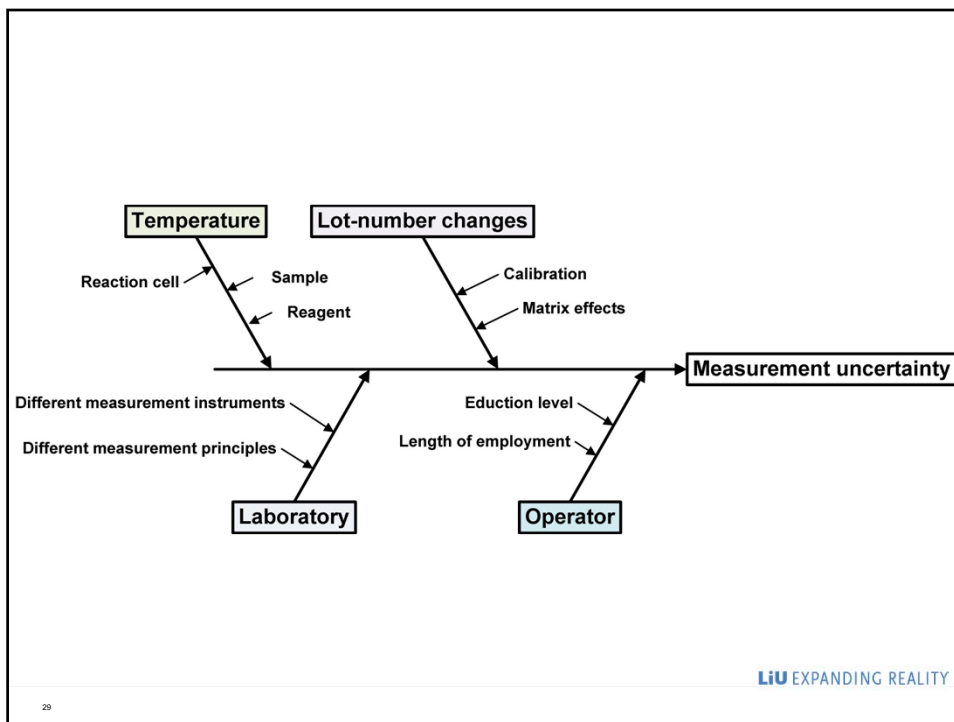 Temperature
Lot-number changes
Reaction cell
Sample
Reagent
Calibration
Matrix effects
Measurement uncertainty
Different measurement instruments
Different measurement principles
Eduction level
Length of employment
Laboratory
Operator
LiU EXPANDING REALITY
29